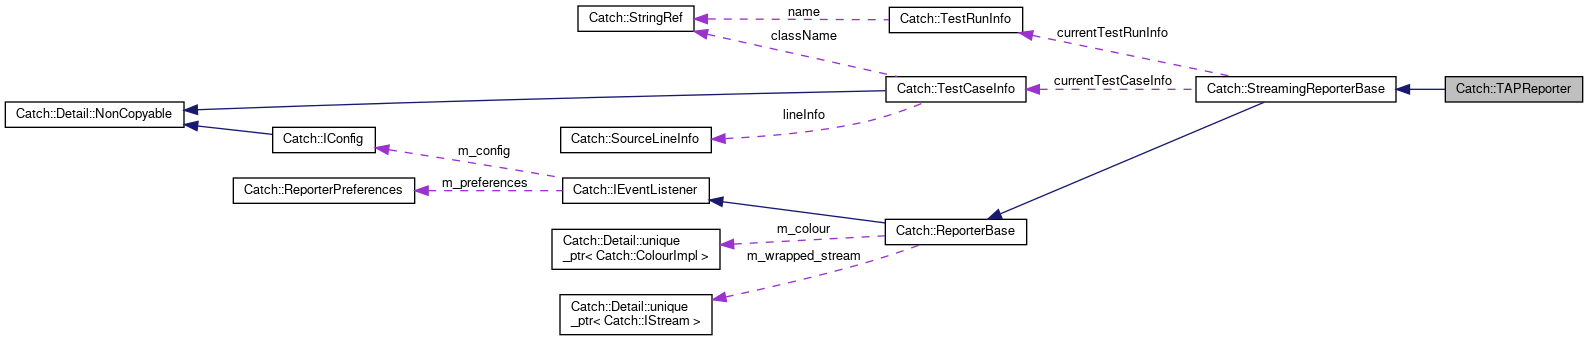 Catch::StringRef
name
Catch::TestRunInfo
className
currentTestRunInfo
Catch::Detail::NonCopyable
Catch::TestCaseInfo
currentTestCaseInfo
Catch::StreamingReporterBase
Catch::TAPReporter
lineInfo
Catch::IConfig
Catch::SourceLineInfo
m_config
Catch::ReporterPreferences
m_preferences
Catch::IEventListener
Catch::ReporterBase
m_colour
Catch::Detail::unique
_ptr< Catch::ColourImpl >
m_wrapped_stream
Catch::Detail::unique
_ptr< Catch::IStream >